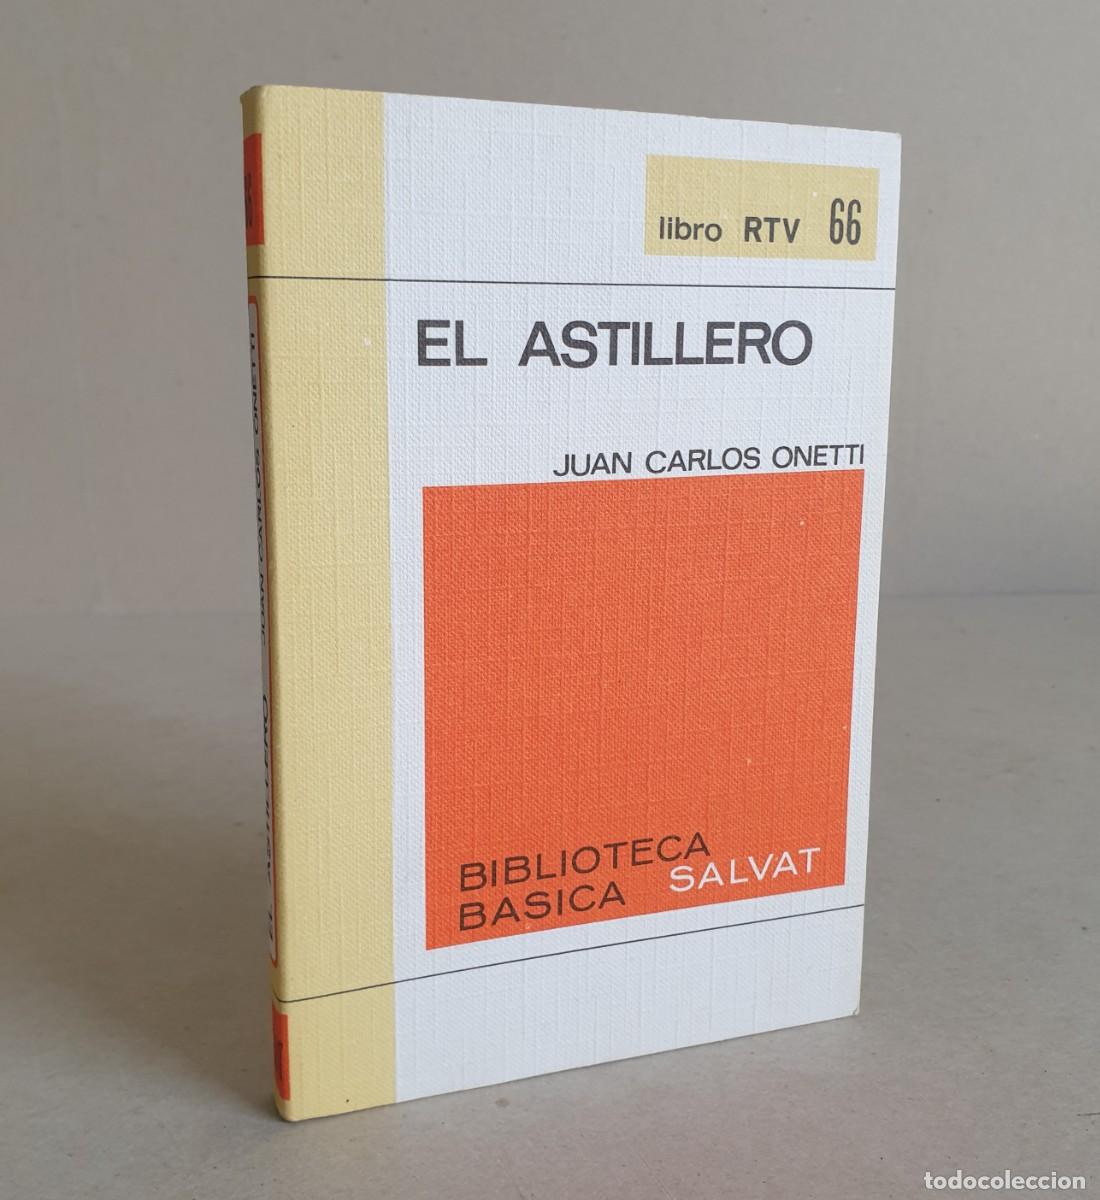 libro RTV 66
EL ASTILLERO
JUAN CARLOS ONETTI
BIBLIOTECA
BASICA SALVAT
EL ASTILLERO JUAN CARLOS ONETTI
todocoleccion